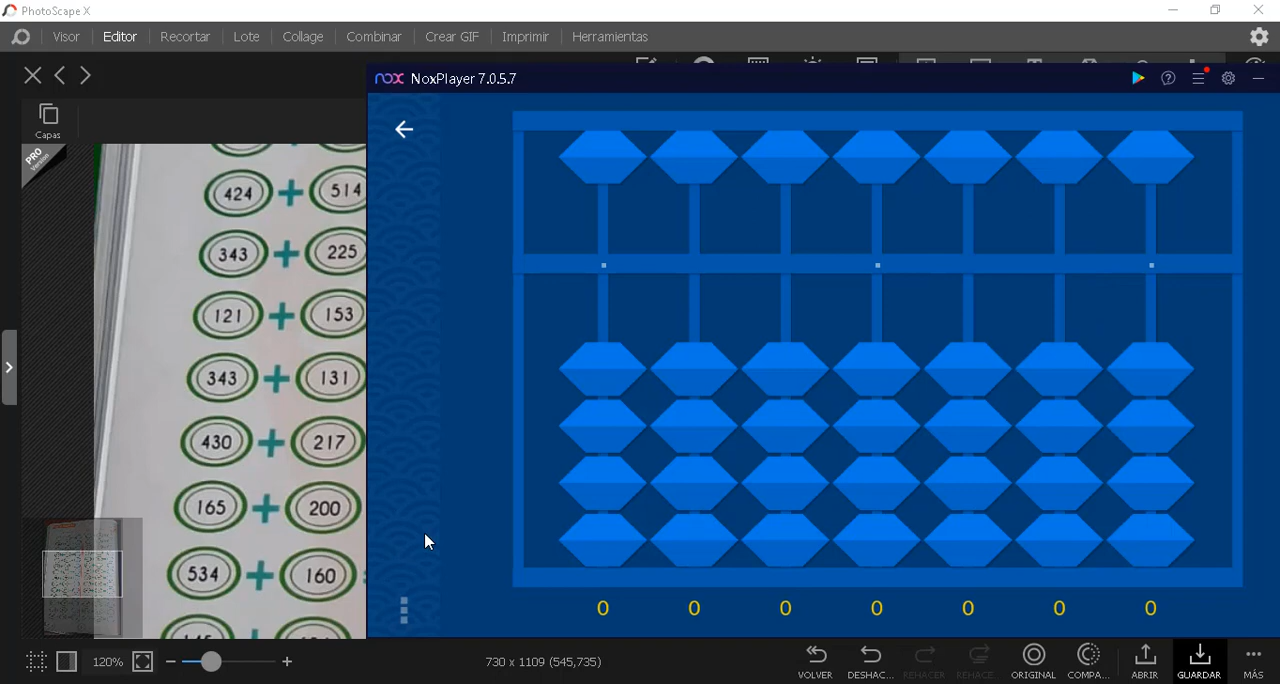 PhotoScape X
Visor Editor Recortar Lote Collage Combinar Crear GIF Imprimir Herramientas
nox NoxPlayer 7.0.5.7
Capas
PRO
Version
424 + 514
343 + 225
121 + 153
343 + 131
430 + 217
165 + 200
534 + 160
0 0 0 0 0 0 0
120% 730 x 1109 (545,735)
VOLVER DESHAC... REHACER REHACE... ORIGINAL COMPA... ABRIR GUARDAR MÁS